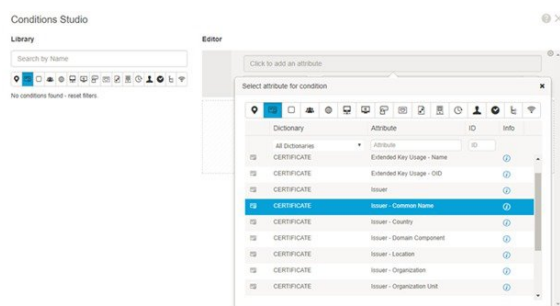 Conditions Studio
Library
Editor
Search by Name
Click to add an attribute
No conditions found - reset filters.
Select attribute for condition
Dictionary Attribute ID Info
All Dictionaries Attribute ID
CERTIFICATE Extended Key Usage - Name
CERTIFICATE Extended Key Usage - OID
CERTIFICATE Issuer
CERTIFICATE Issuer - Common Name
CERTIFICATE Issuer - Country
CERTIFICATE Issuer - Domain Component
CERTIFICATE Issuer - Location
CERTIFICATE Issuer - Organization
CERTIFICATE Issuer - Organization Unit